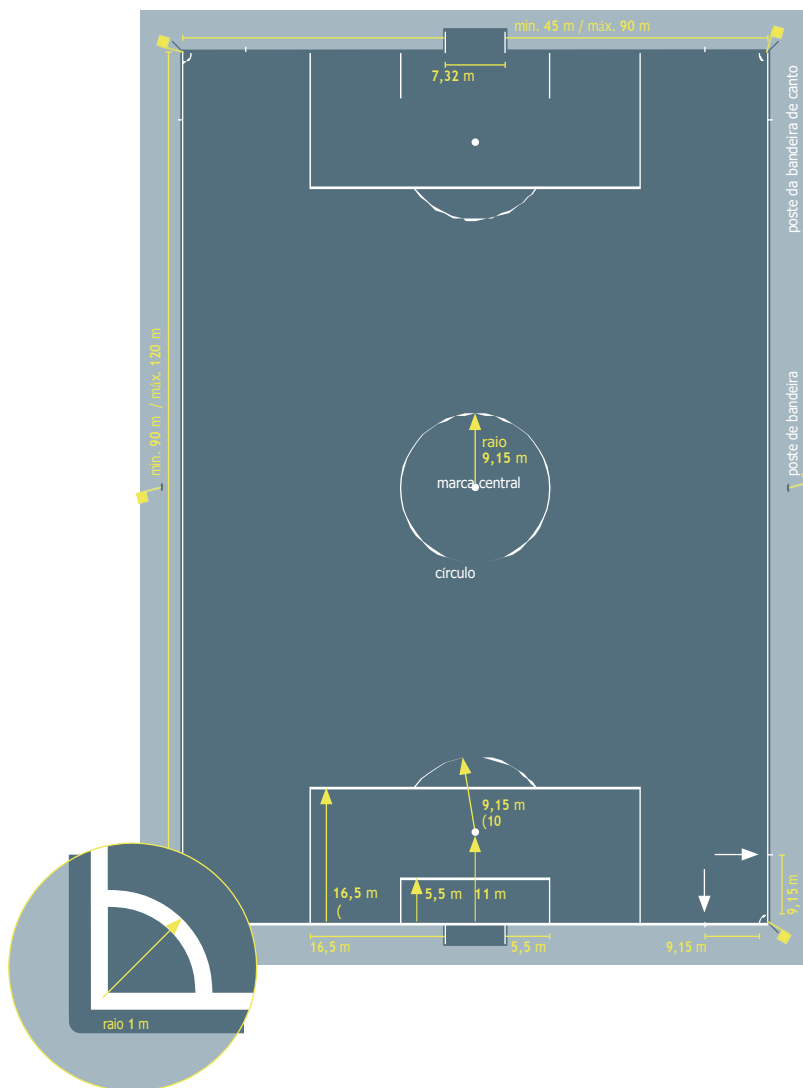 min. 45 m / máx. 90 m
7,32 m
poste da bandeira de canto
min. 90 m / máx. 120 m
poste de bandeira
raio
9,15 m
marca central
círculo
9,15 m
(10
16,5 m
(
5,5 m
11 m
9,15 m
16,5 m
5,5 m
9,15 m
raio 1 m